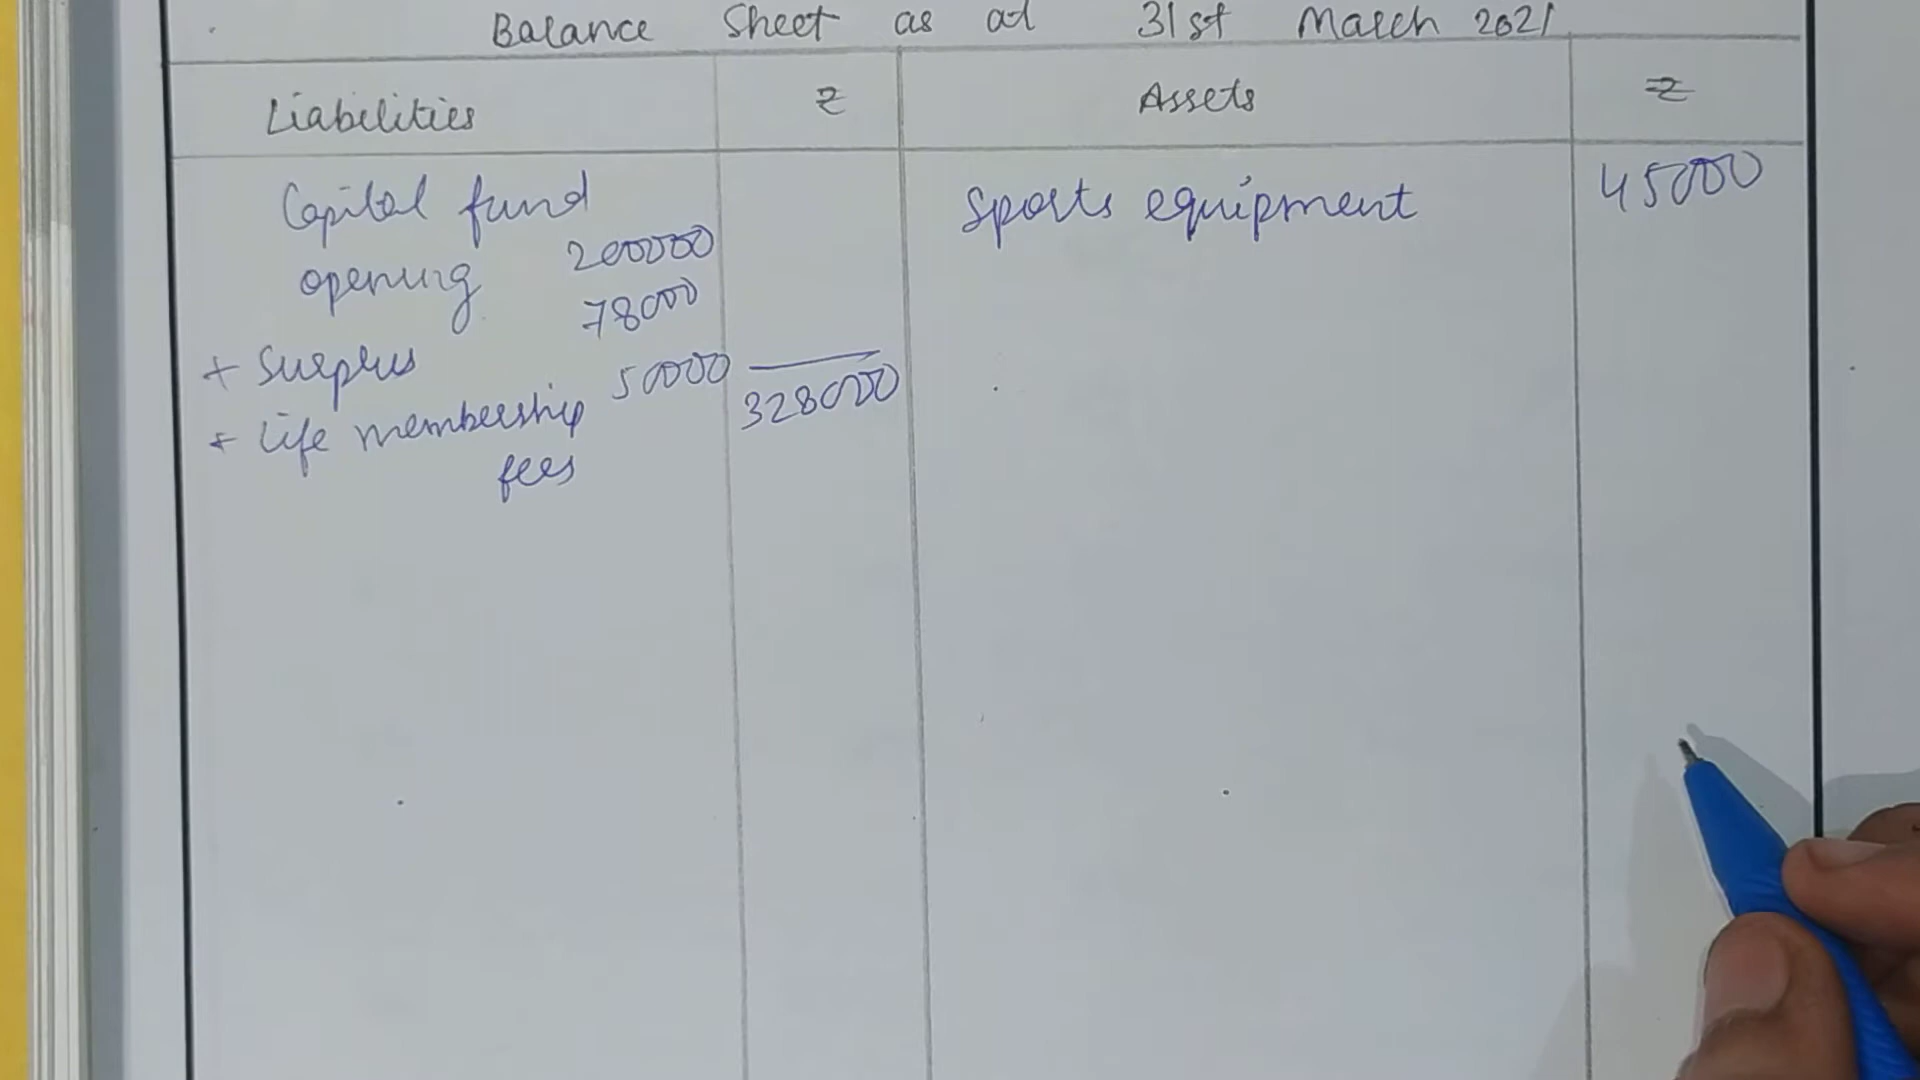 Balance Sheet as at 31st March 2021
Liabilities ₹ Assets ₹
Capital fund Sports equipment 45000
opening 200000
78000
+ Surplus 50000 328000
+ Life membership
fees